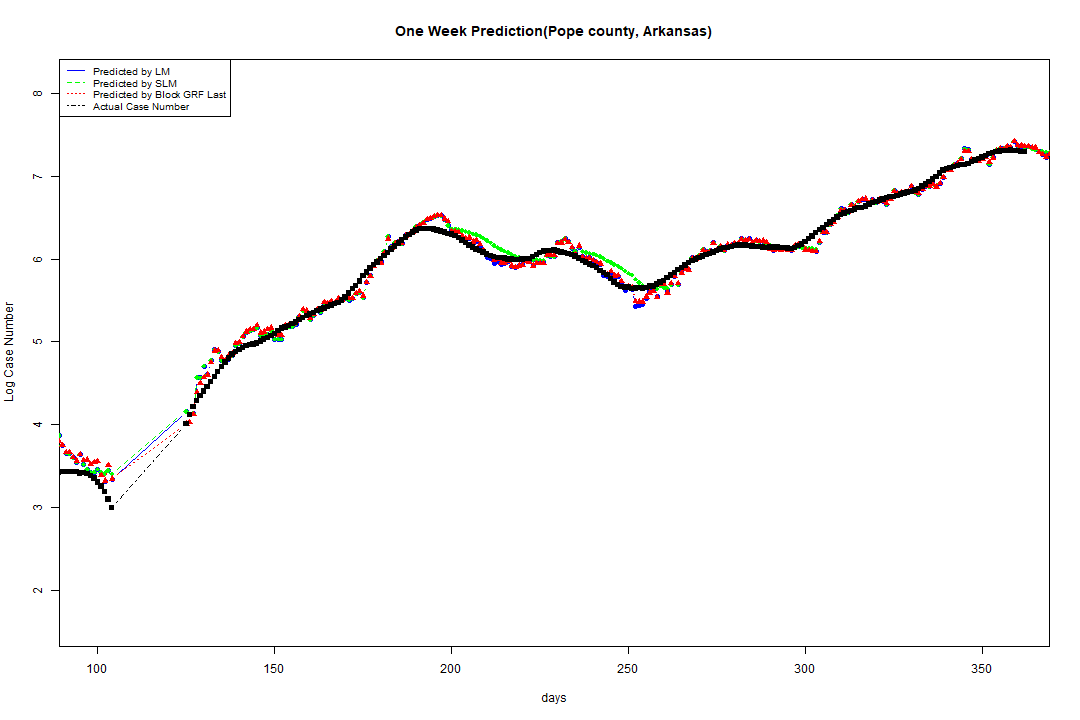 One Week Prediction(Pope county, Arkansas)
Predicted by LM
Predicted by SLM
Predicted by Block GRF Last
Actual Case Number
8
7
6
5
4
3
2
Log Case Number
100 150 200 250 300 350
days